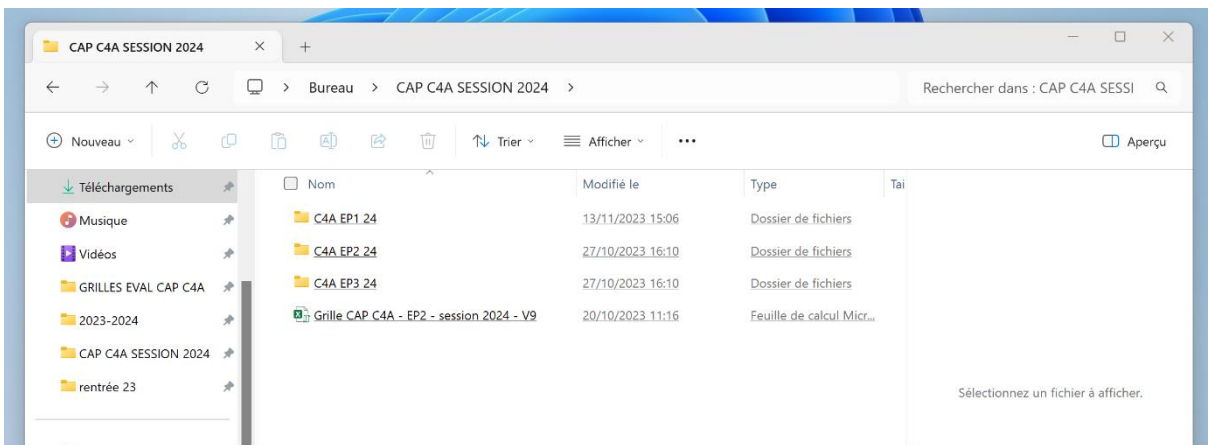 CAP C4A SESSION 2024
Bureau > CAP C4A SESSION 2024 >
Rechercher dans : CAP C4A SESSI
Nouveau
Trier
Afficher
Aperçu
Téléchargements
Musique
Vidéos
GRILLES EVAL CAP C4A
2023-2024
CAP C4A SESSION 2024
rentrée 23
Nom Modifié le Type Tai
C4A EP1 24 13/11/2023 15:06 Dossier de fichiers
C4A EP2 24 27/10/2023 16:10 Dossier de fichiers
C4A EP3 24 27/10/2023 16:10 Dossier de fichiers
Grille CAP C4A - EP2 - session 2024 - V9 20/10/2023 11:16 Feuille de calcul Micr...
Sélectionnez un fichier à afficher.